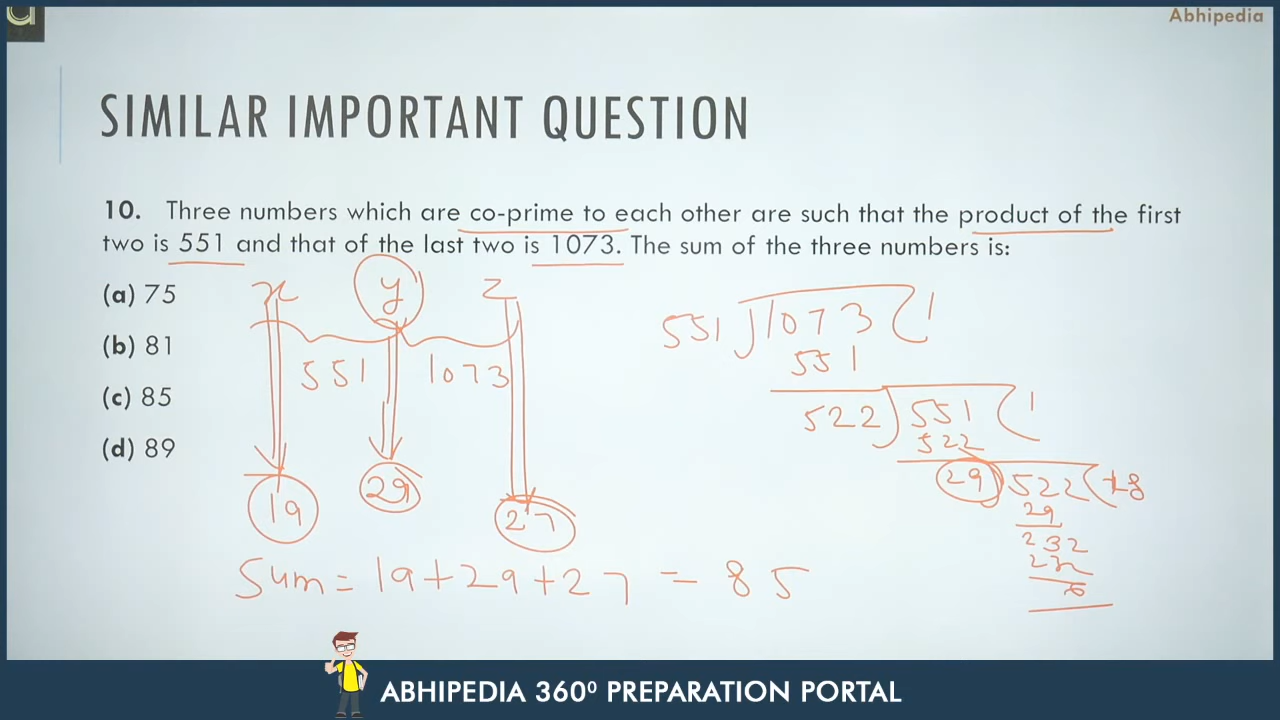 Abhipedia
SIMILAR IMPORTANT QUESTION
10. Three numbers which are co-prime to each other are such that the product of the first
two is 551 and that of the last two is 1073. The sum of the three numbers is:
(a) 75
(b) 81
(c) 85
(d) 89
x y z
551 1073
19 29 27
Sum = 19 + 29 + 27 = 85
551 ) 1073 ( 1
551
522 ) 551 ( 1
522
29 ) 522 ( 18
29
232
232
ABHIPEDIA 360⁰ PREPARATION PORTAL